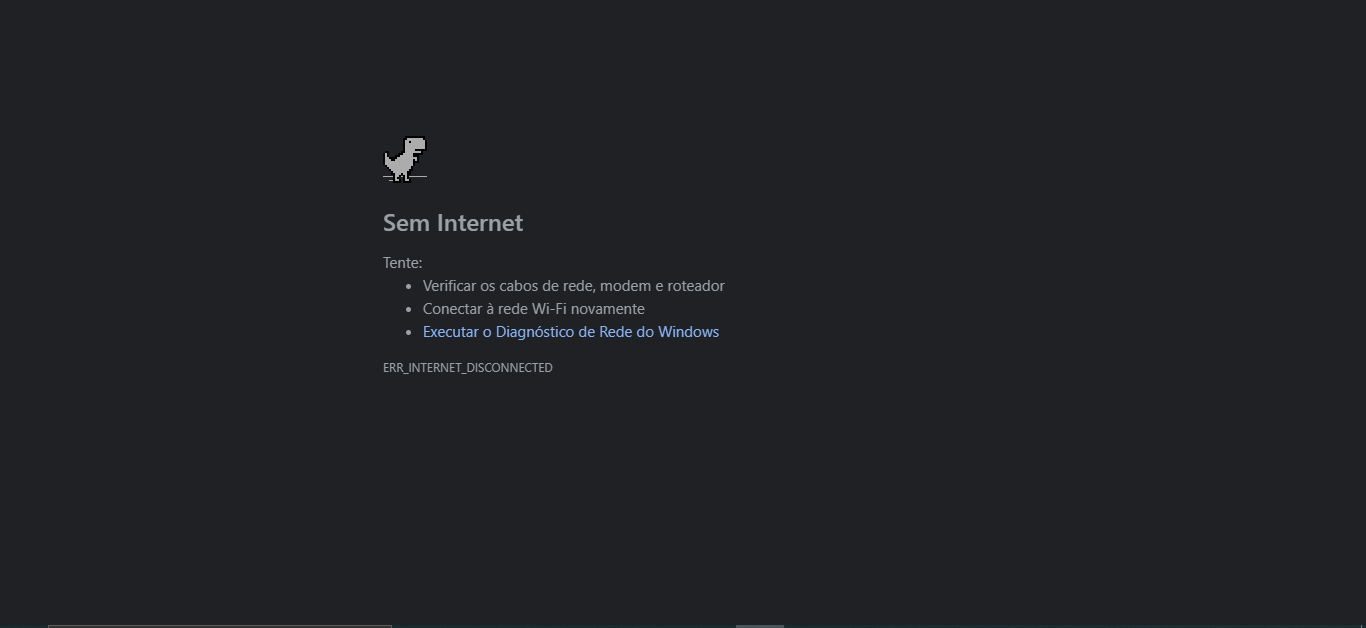 Sem Internet
Tente:
Verificar os cabos de rede, modem e roteador
Conectar à rede Wi-Fi novamente
Executar o Diagnóstico de Rede do Windows
ERR_INTERNET_DISCONNECTED